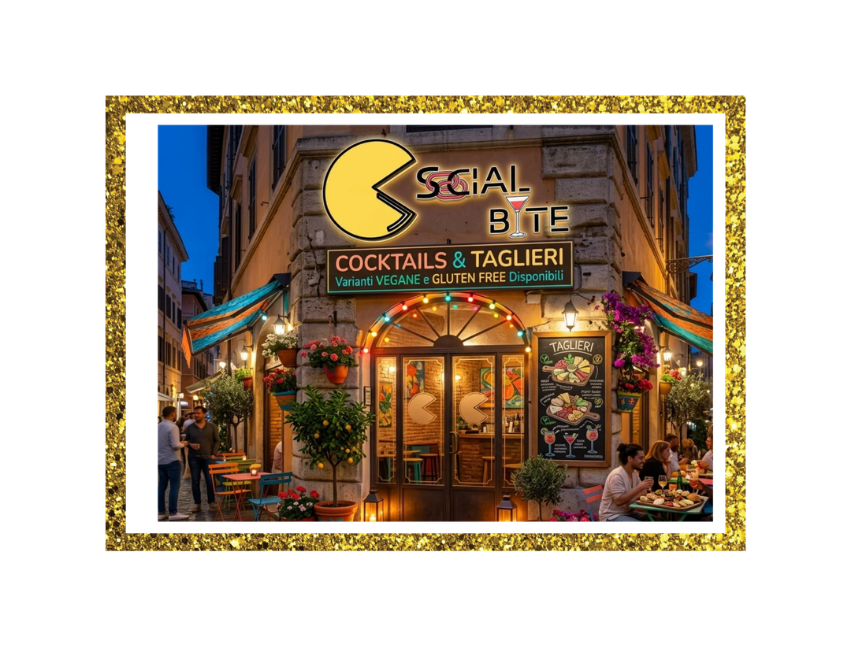 SOCIAL
BITE
COCKTAILS & TAGLIERI
Varianti VEGANE e GLUTEN FREE Disponibili
TAGLIERI